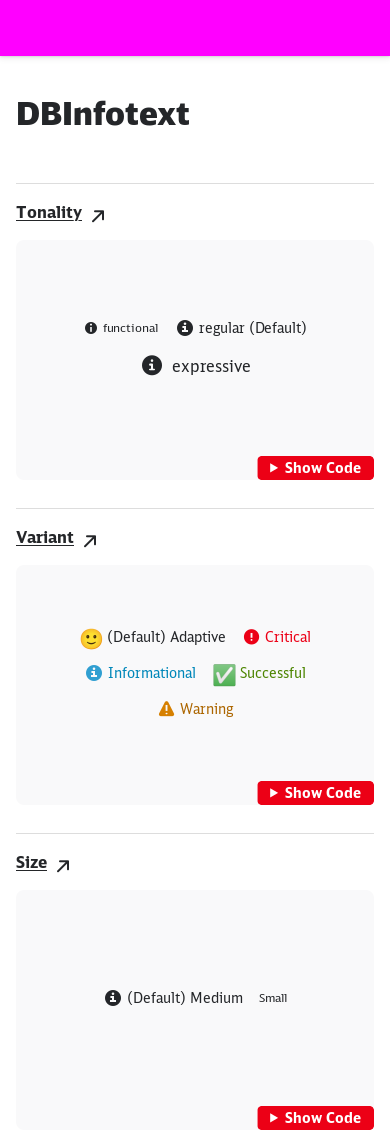 DBInfotext
Tonality
functional regular (Default)
expressive
Show Code
Variant
(Default) Adaptive Critical
Informational Successful
Warning
Show Code
Size
(Default) Medium Small
Show Code